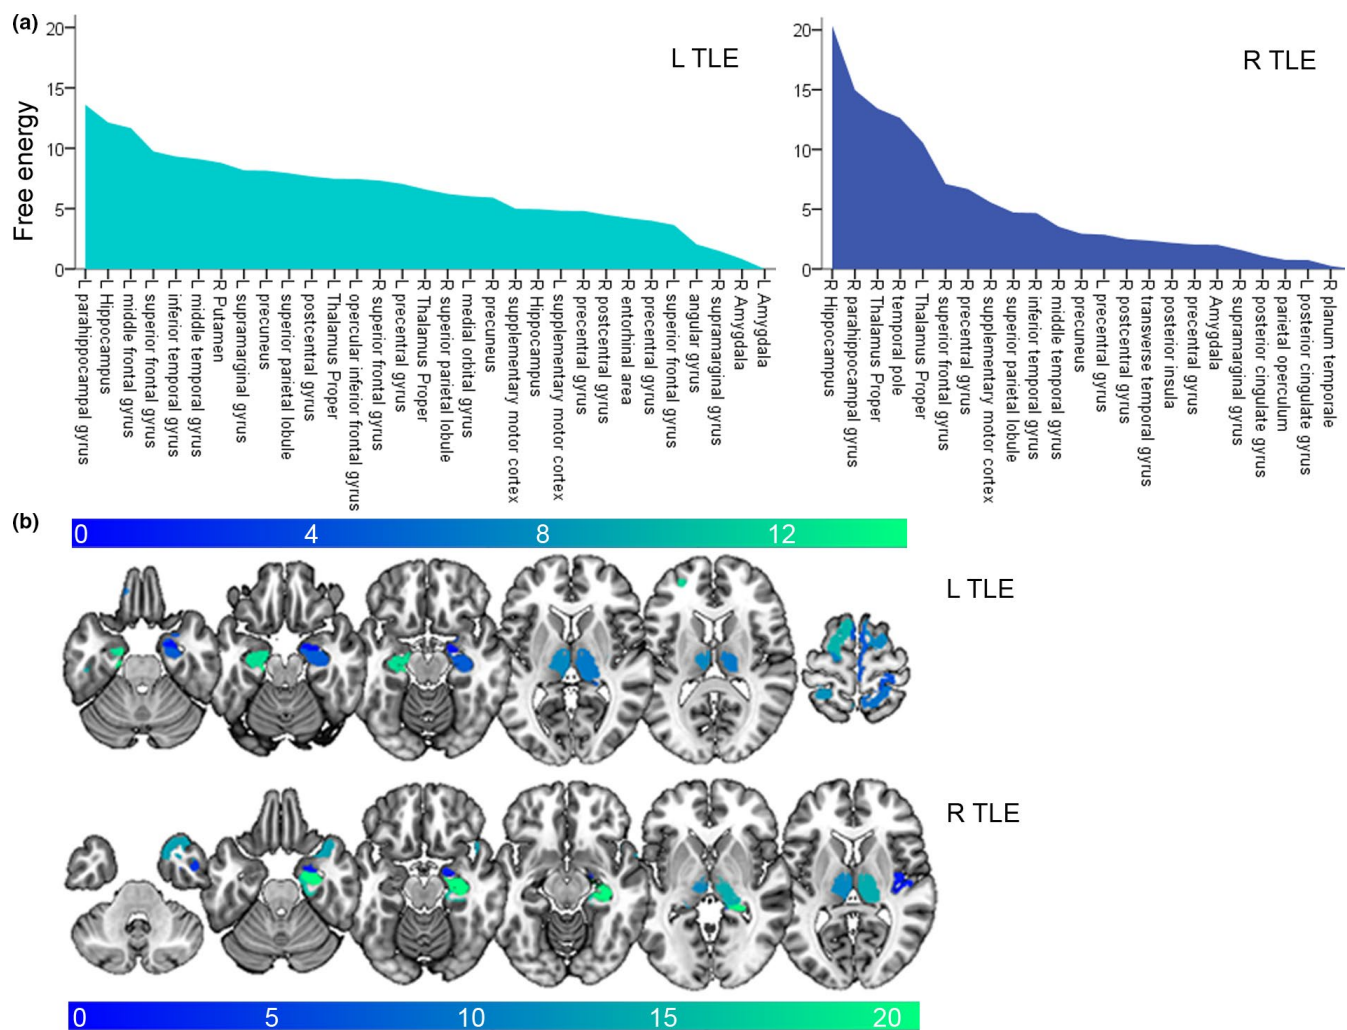 (a)
L TLE
R TLE
Free energy
20
15
10
5
0
20
15
10
5
0
L parahippocampal gyrus
L Hippocampus
L middle frontal gyrus
L superior frontal gyrus
L inferior temporal gyrus
L middle temporal gyrus
R Putamen
L supramarginal gyrus
L precuneus
L superior parietal lobule
L postcentral gyrus
L Thalamus Proper
L opercular inferior frontal gyrus
R superior frontal gyrus
L precentral gyrus
R Thalamus Proper
R superior parietal lobule
L medial orbital gyrus
R precuneus
R supplementary motor cortex
R Hippocampus
L supplementary motor cortex
R precentral gyrus
R postcentral gyrus
R entorhinal area
R precentral gyrus
L superior frontal gyrus
L angular gyrus
R supramarginal gyrus
R Amygdala
L Amygdala
R Hippocampus
R parahippocampal gyrus
R Thalamus Proper
R temporal pole
L Thalamus Proper
R superior frontal gyrus
R precentral gyrus
R supplementary motor cortex
R superior parietal lobule
R inferior temporal gyrus
R middle temporal gyrus
R precuneus
L precentral gyrus
R postcentral gyrus
R transverse temporal gyrus
R posterior insula
R precentral gyrus
R Amygdala
R supramarginal gyrus
R posterior cingulate gyrus
R parietal operculum
L posterior cingulate gyrus
R planum temporale
(b)
0 4 8 12
L TLE
R TLE
0 5 10 15 20